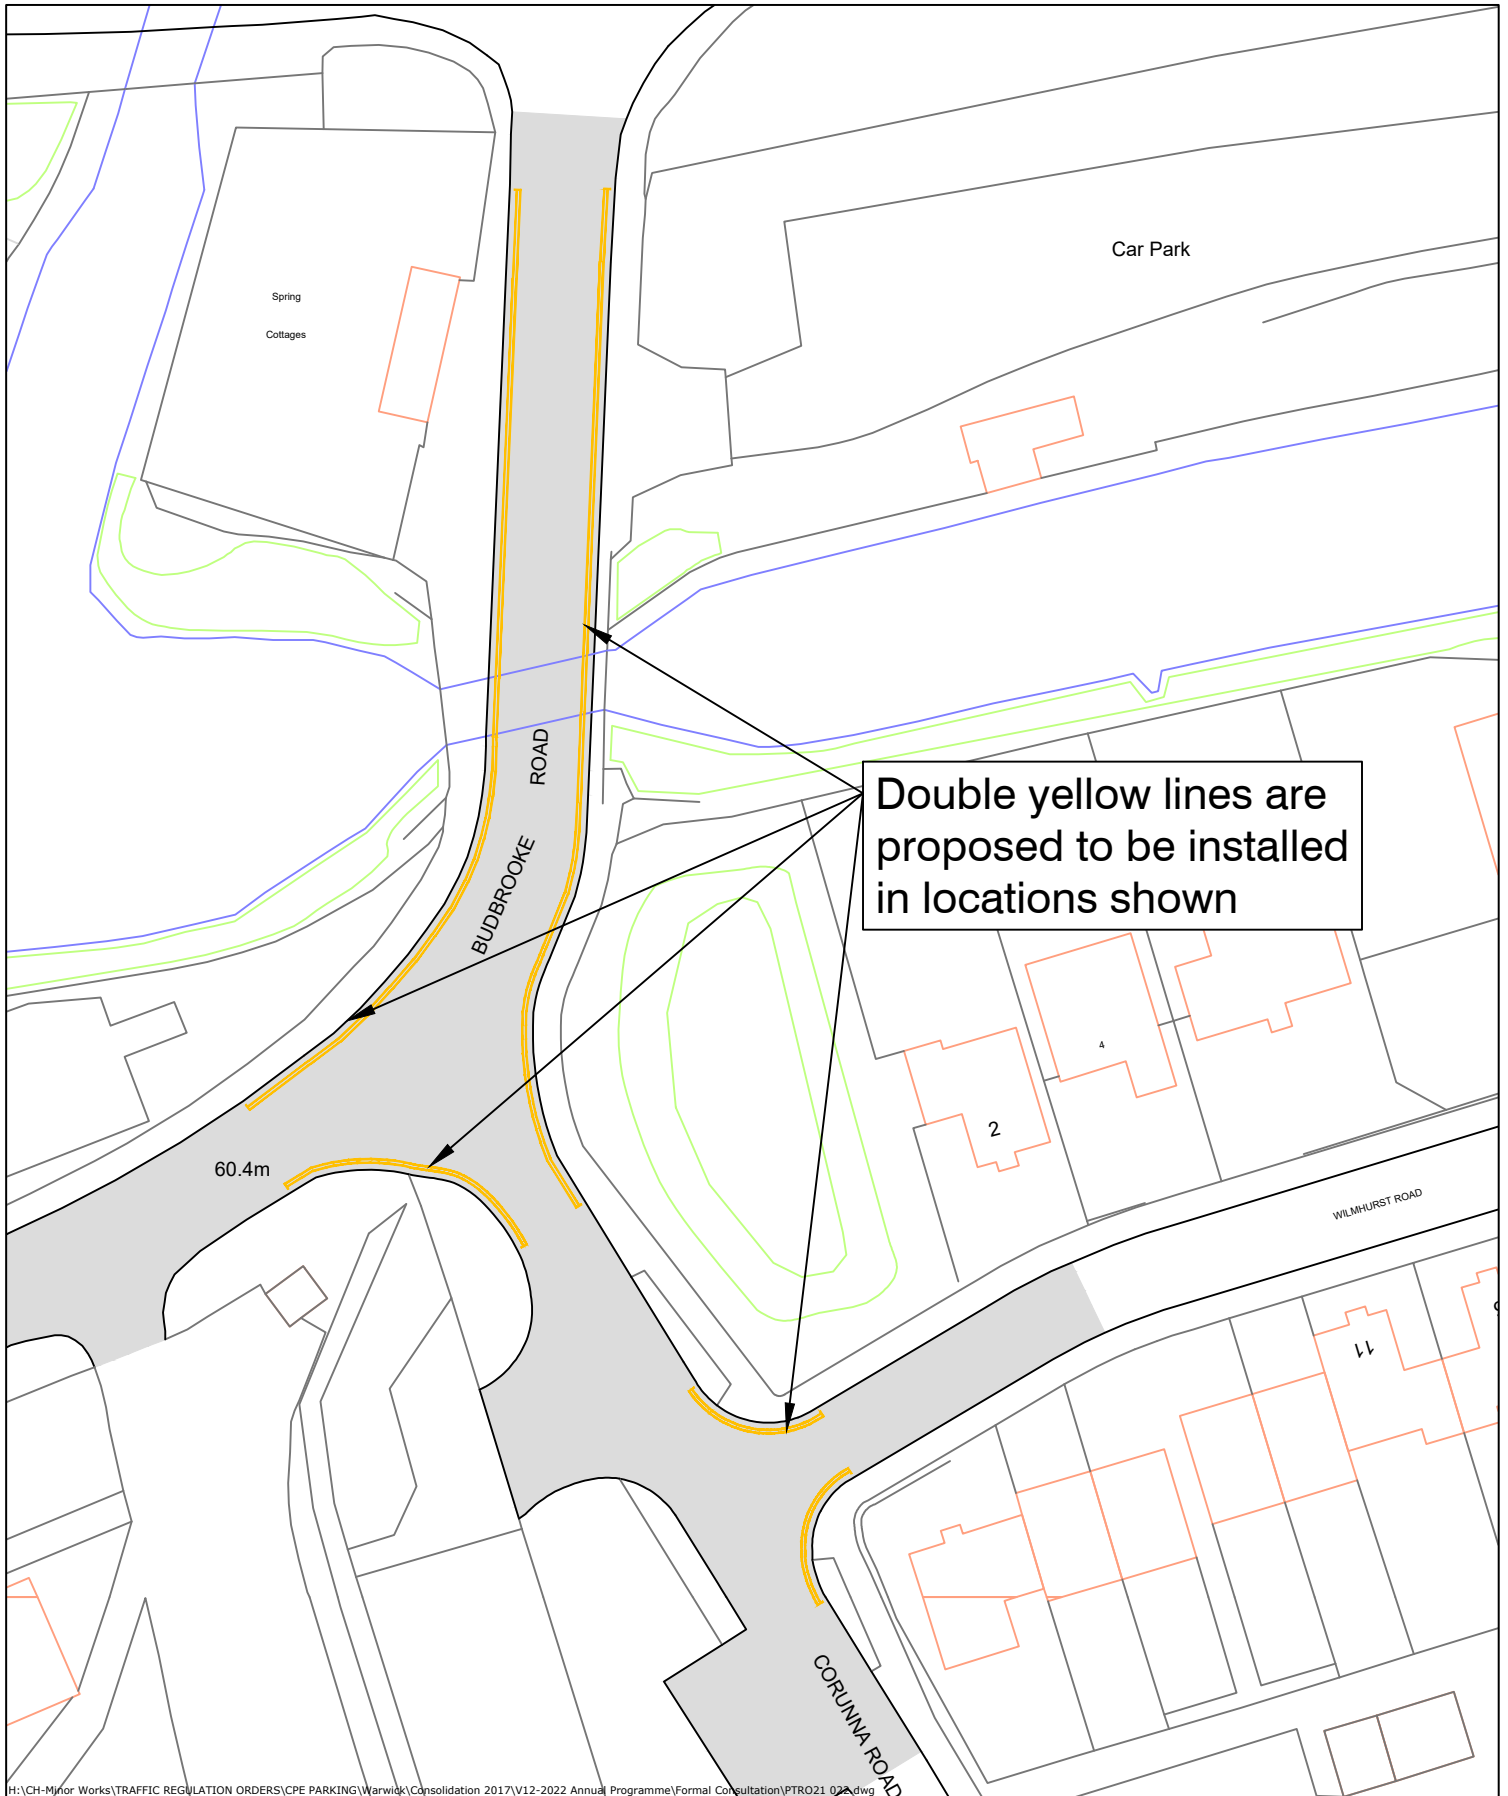 Car Park
Spring
Cottages
ROAD
BUDBROOKE
Double yellow lines are
proposed to be installed
in locations shown
4
2
60.4m
WILMHURST ROAD
11
CORUNNA ROAD
H:\CH-Minor Works\TRAFFIC REGULATION ORDERS\CPE PARKING\Warwick\Consolidation 2017\V12-2022 Annual Programme\Formal Consultation\PTRO21 022.dwg